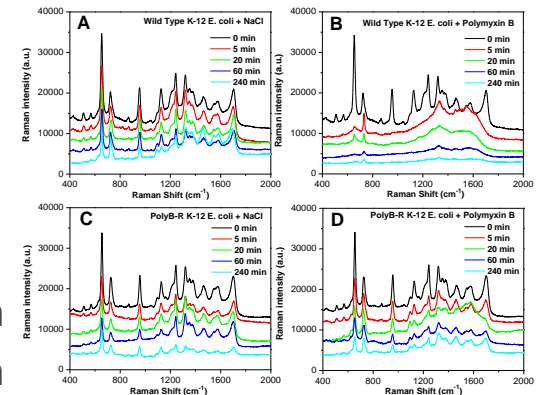 A
Wild Type K-12 E. coli + NaCl
0 min
5 min
20 min
60 min
240 min
Raman intensity (a.u.)
40000
30000
20000
10000
0
400 800 1200 1600 2000
Raman Shift (cm-1)
B
Wild Type K-12 E. coli + Polymyxin B
0 min
5 min
20 min
60 min
240 min
Raman intensity (a.u.)
40000
30000
20000
10000
0
400 800 1200 1600 2000
Raman Shift (cm-1)
C
PolyB-R K-12 E. coli + NaCl
0 min
5 min
20 min
60 min
240 min
Raman intensity (a.u.)
40000
30000
20000
10000
0
400 800 1200 1600 2000
Raman Shift (cm-1)
D
PolyB-R K-12 E. coli + Polymyxin B
0 min
5 min
20 min
60 min
240 min
Raman intensity (a.u.)
40000
30000
20000
10000
0
400 800 1200 1600 2000
Raman Shift (cm-1)